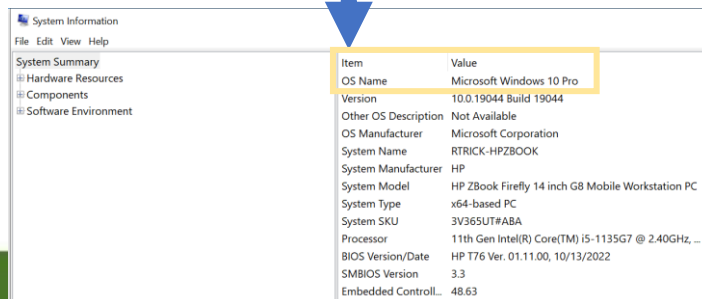 System Information
File Edit View Help
System Summary
Hardware Resources
Components
Software Environment
Item Value
OS Name Microsoft Windows 10 Pro
Version 10.0.19044 Build 19044
Other OS Description Not Available
OS Manufacturer Microsoft Corporation
System Name RTRICK-HPZBOOK
System Manufacturer HP
System Model HP ZBook Firefly 14 inch G8 Mobile Workstation PC
System Type x64-based PC
System SKU 3V365UT#ABA
Processor 11th Gen Intel(R) Core(TM) i5-1135G7 @ 2.40GHz, ...
BIOS Version/Date HP T76 Ver. 01.11.00, 10/13/2022
SMBIOS Version 3.3
Embedded Controll... 48.63